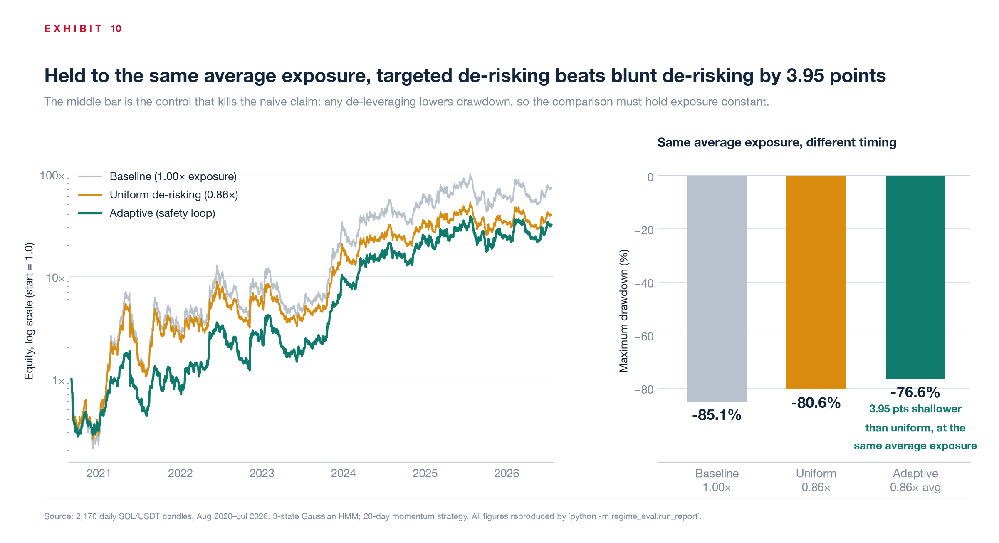 EXHIBIT 10
Held to the same average exposure, targeted de-risking beats blunt de-risking by 3.95 points
The middle bar is the control that kills the naive claim: any de-leveraging lowers drawdown, so the comparison must hold exposure constant.
Equity, log scale (start = 1.0)
100×
10×
1×
Baseline (1.00× exposure)
Uniform de-risking (0.86×)
Adaptive (safety loop)
2021
2022
2023
2024
2025
2026
Same average exposure, different timing
Maximum drawdown (%)
0
−20
−40
−60
−80
-85.1%
-80.6%
-76.6%
3.95 pts shallower
than uniform, at the
same average exposure
Baseline
1.00×
Uniform
0.86×
Adaptive
0.86× avg
Source: 2,170 daily SOL/USDT candles, Aug 2020–Jul 2026. 3-state Gaussian HMM; 20-day momentum strategy. All figures reproduced by `python -m regime_eval.run_report`.